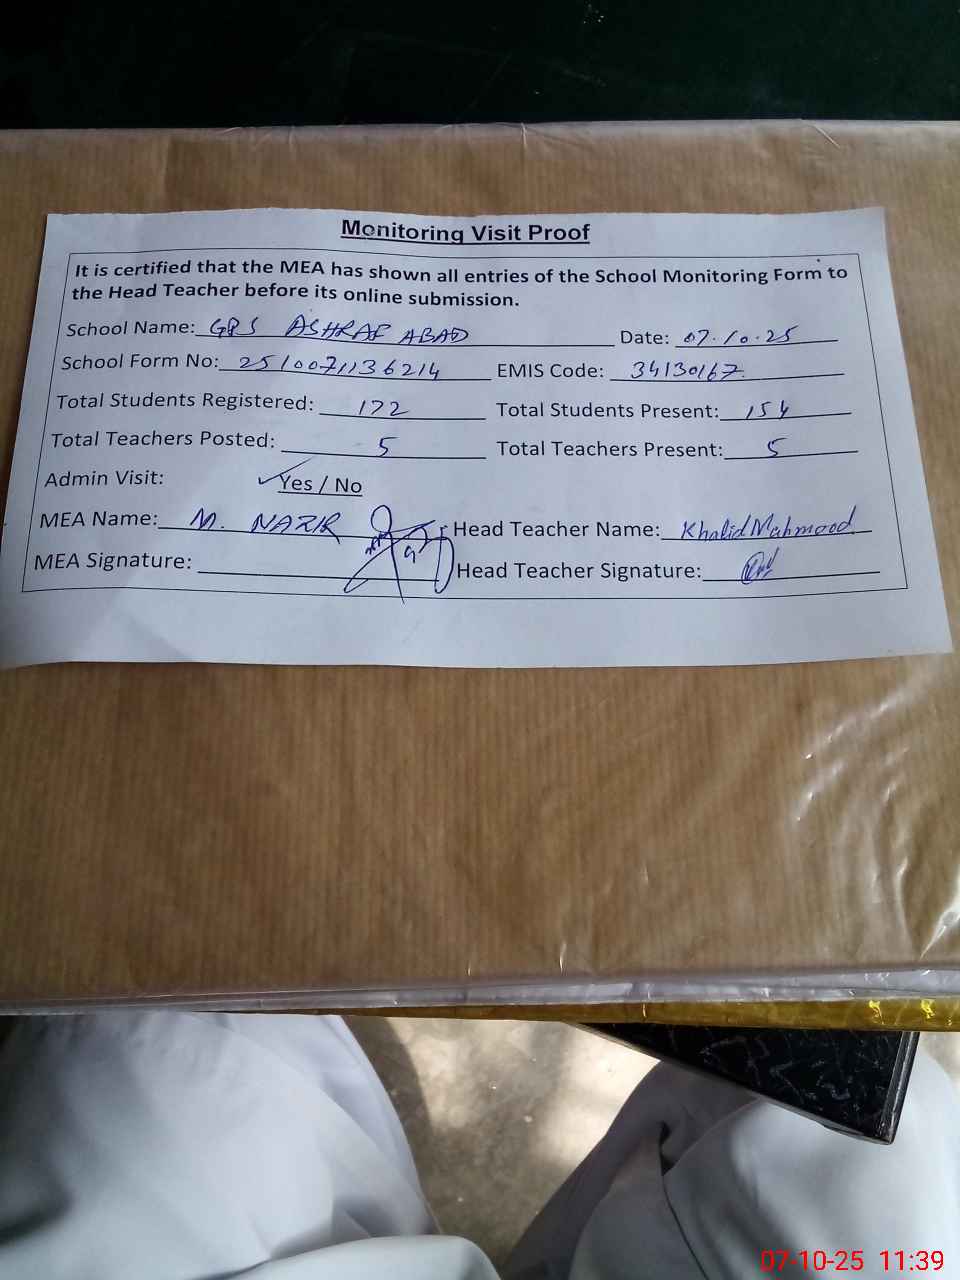 Monitoring Visit Proof
It is certified that the MEA has shown all entries of the School Monitoring Form to
the Head Teacher before its online submission.
School Name: GPS ASHRAF ABAD Date: 07.10.25
School Form No: 2510071136214 EMIS Code: 34130167
Total Students Registered: 172 Total Students Present: 154
Total Teachers Posted: 5 Total Teachers Present: 5
Admin Visit: ✓Yes / No
MEA Name: M. NAZIR Head Teacher Name: Khalid Mahmood
MEA Signature: Head Teacher Signature:
07-10-25 11:39